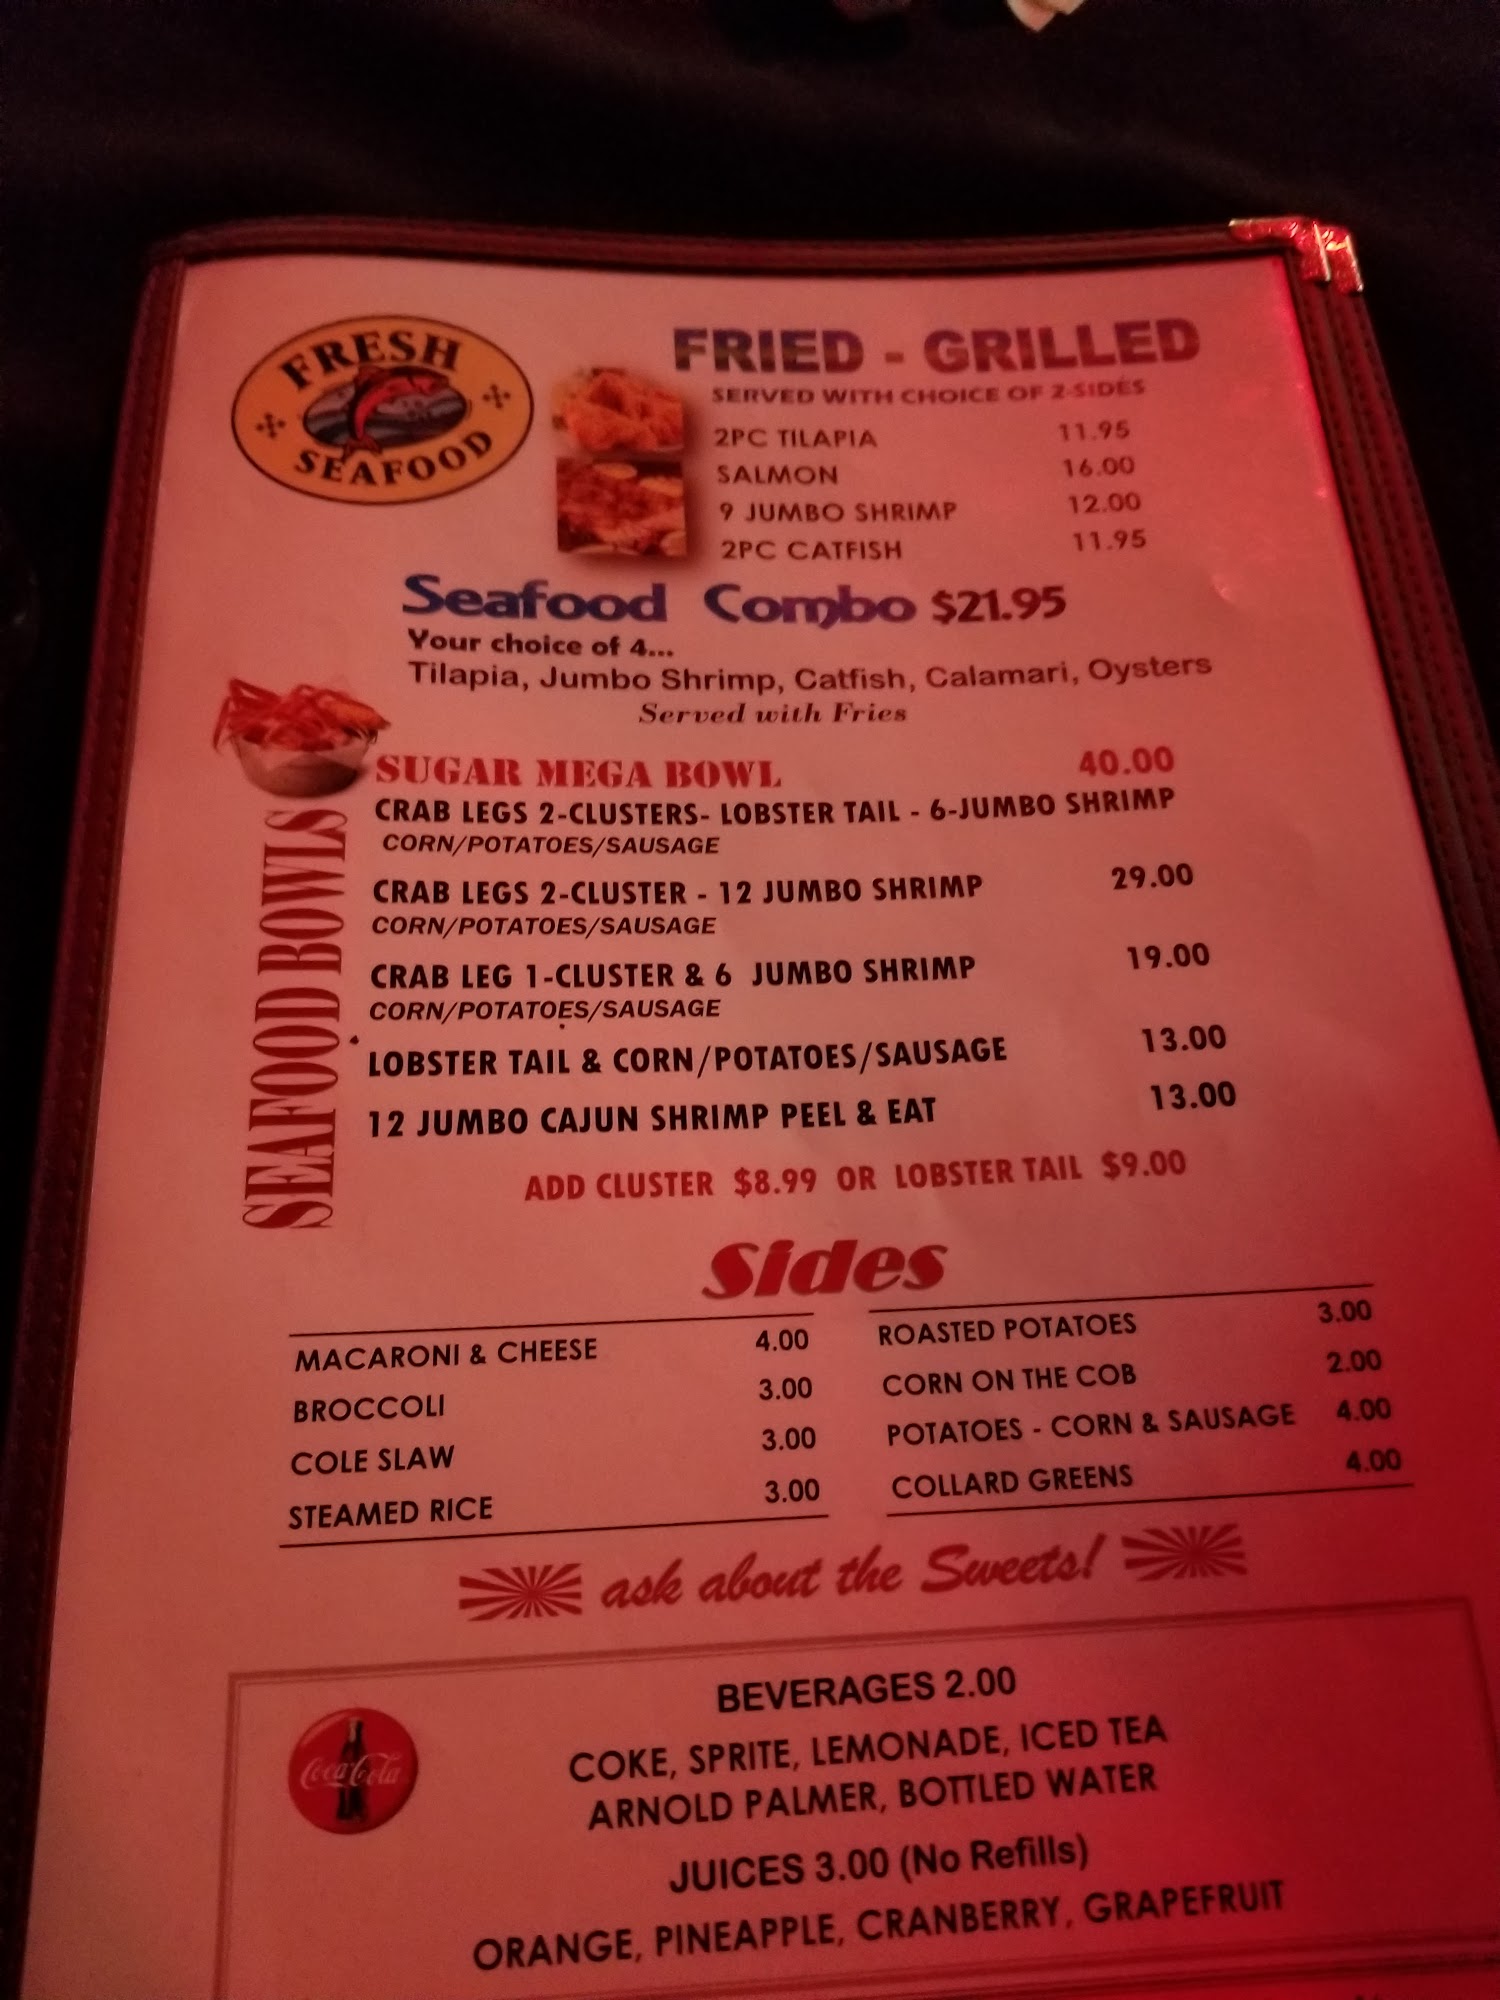 FRESH
SEAFOOD
FRIED - GRILLED
SERVED WITH CHOICE OF 2-SIDES
2PC TILAPIA 11.95
SALMON 16.00
9 JUMBO SHRIMP 12.00
2PC CATFISH 11.95
Seafood Combo $21.95
Your choice of 4...
Tilapia, Jumbo Shrimp, Catfish, Calamari, Oysters
Served with Fries
SEAFOOD BOWLS
SUGAR MEGA BOWL 40.00
CRAB LEGS 2-CLUSTERS- LOBSTER TAIL - 6-JUMBO SHRIMP
CORN/POTATOES/SAUSAGE
CRAB LEGS 2-CLUSTER - 12 JUMBO SHRIMP 29.00
CORN/POTATOES/SAUSAGE
CRAB LEG 1-CLUSTER & 6 JUMBO SHRIMP 19.00
CORN/POTATOES/SAUSAGE
LOBSTER TAIL & CORN/POTATOES/SAUSAGE 13.00
12 JUMBO CAJUN SHRIMP PEEL & EAT 13.00
ADD CLUSTER $8.99 OR LOBSTER TAIL $9.00
Sides
MACARONI & CHEESE 4.00
BROCCOLI 3.00
COLE SLAW 3.00
STEAMED RICE 3.00
ROASTED POTATOES 3.00
CORN ON THE COB 2.00
POTATOES - CORN & SAUSAGE 4.00
COLLARD GREENS 4.00
ask about the Sweets!
Coca-Cola
BEVERAGES 2.00
COKE, SPRITE, LEMONADE, ICED TEA
ARNOLD PALMER, BOTTLED WATER
JUICES 3.00 (No Refills)
ORANGE, PINEAPPLE, CRANBERRY, GRAPEFRUIT